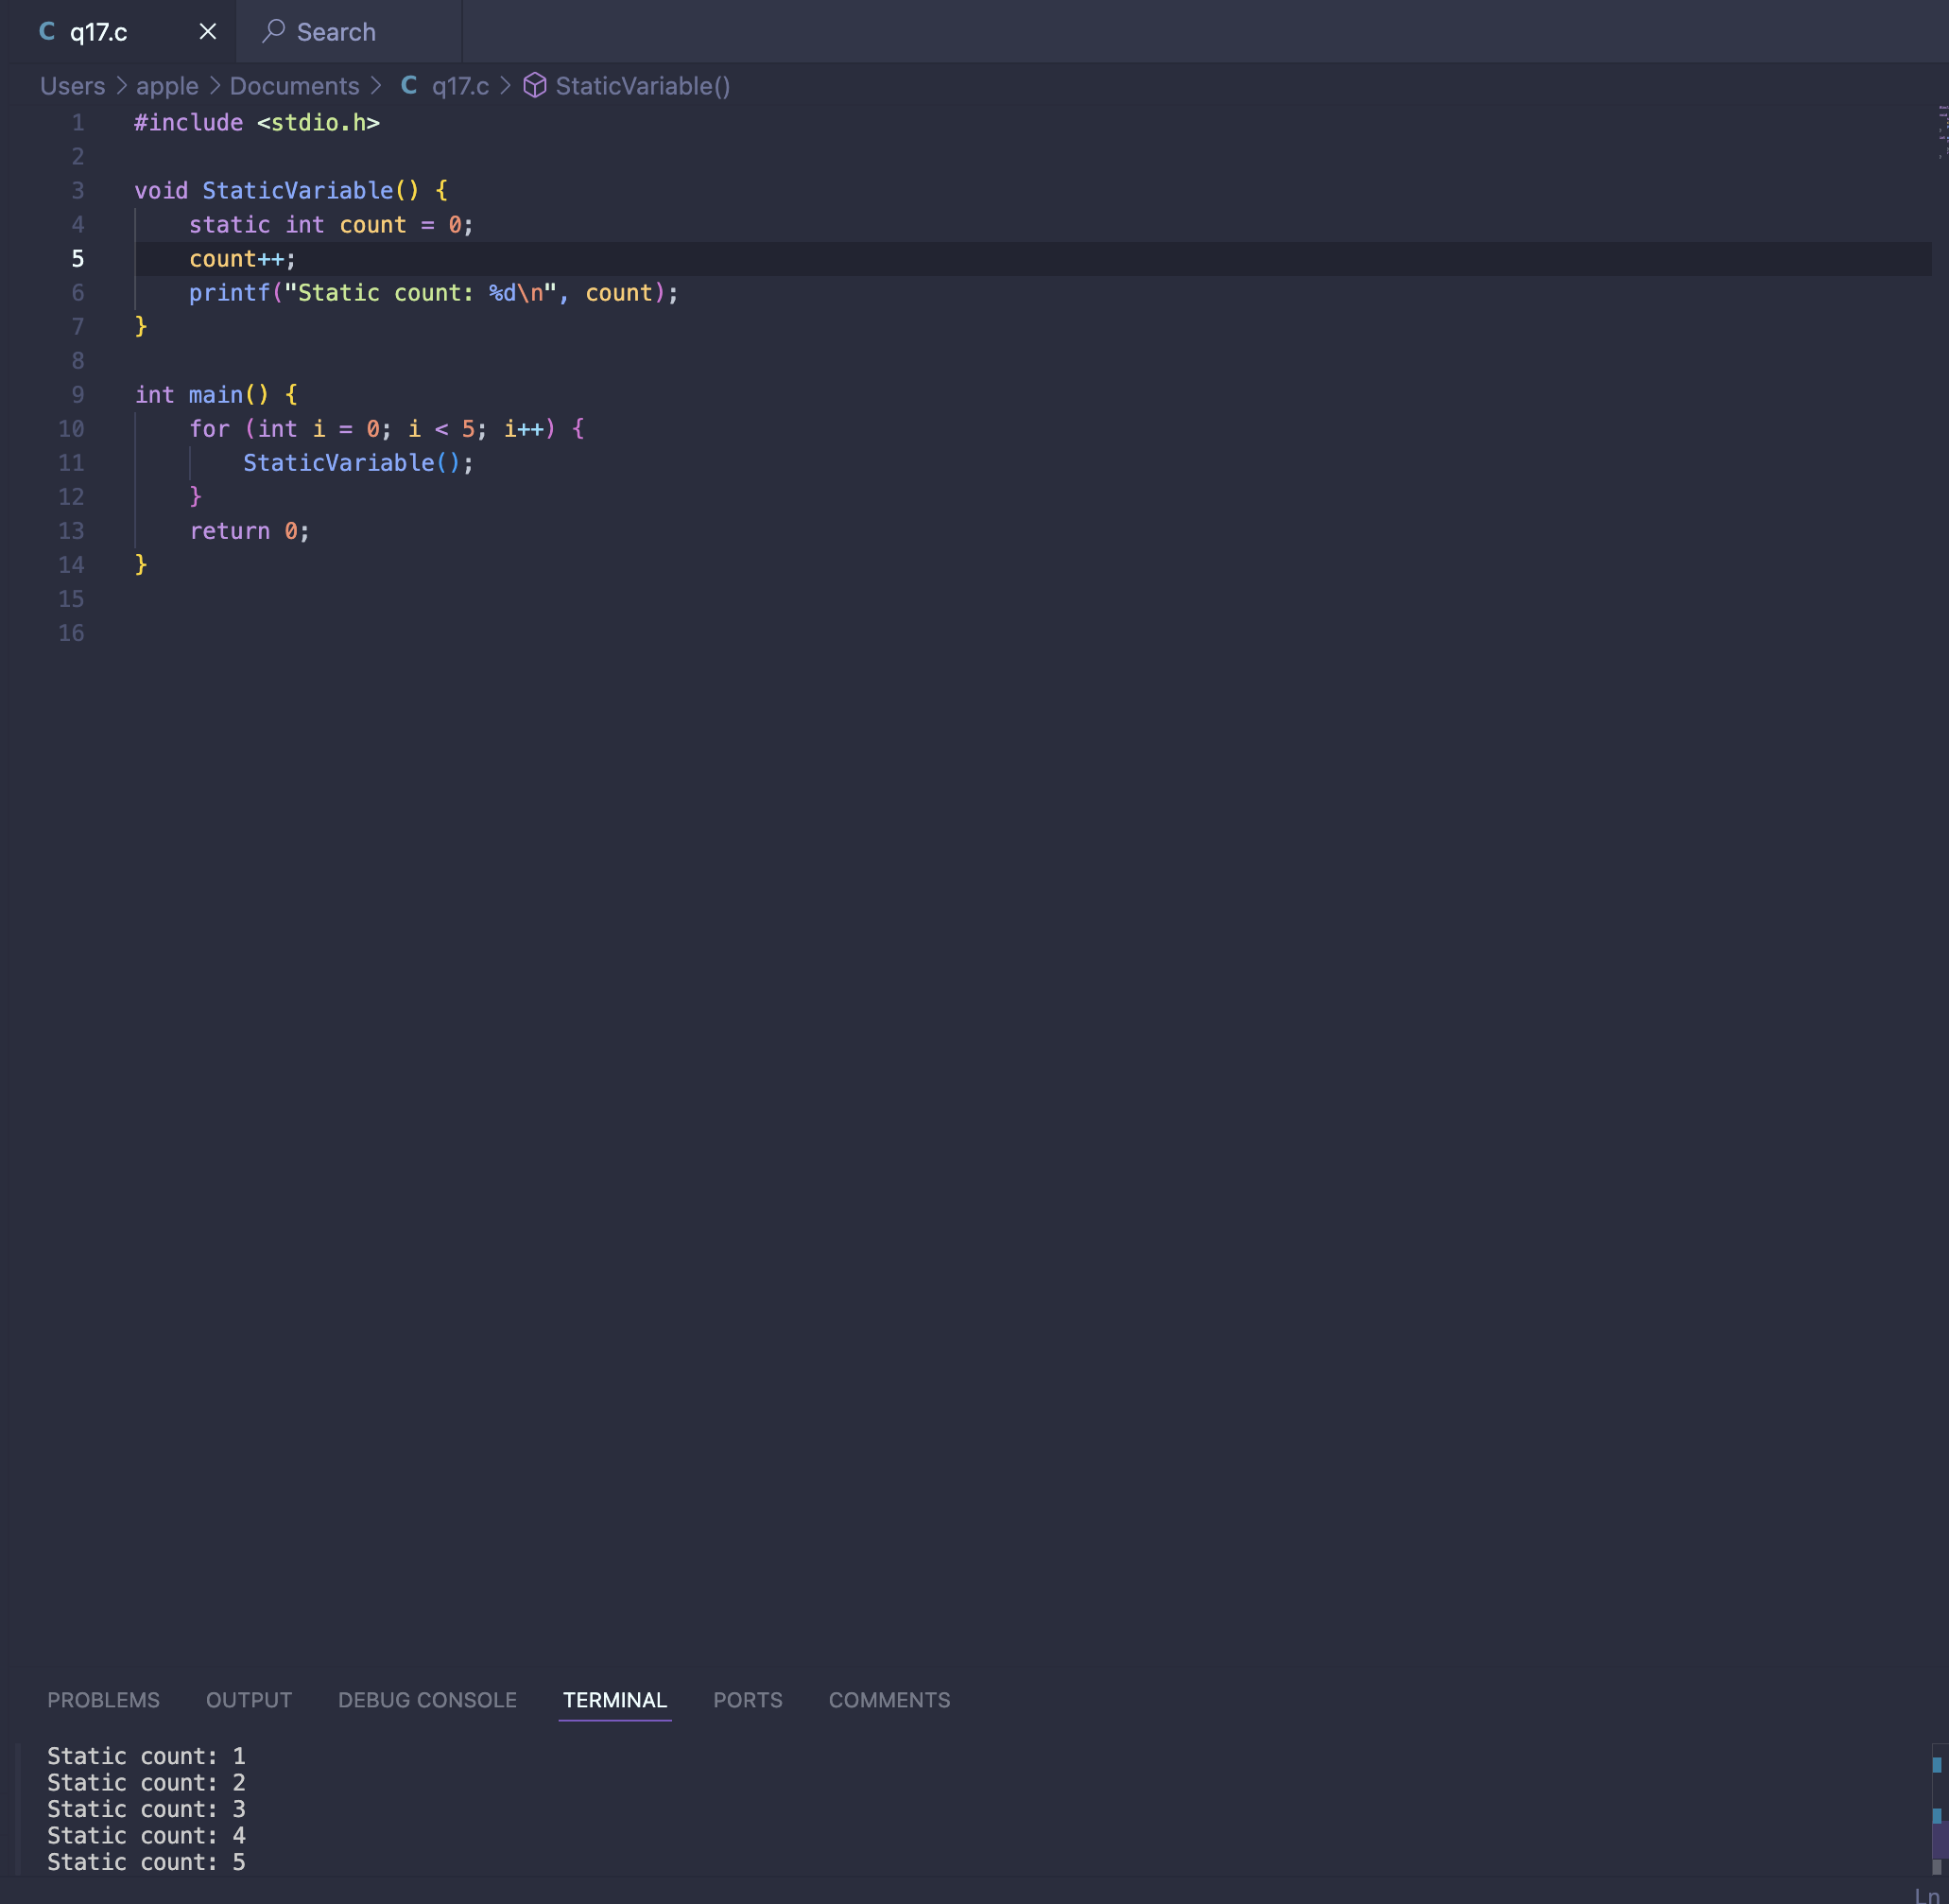 C q17.c × Search
Users > apple > Documents > C q17.c > StaticVariable()
1 #include <stdio.h>
2
3 void StaticVariable() {
4     static int count = 0;
5     count++;
6     printf("Static count: %d\n", count);
7 }
8
9 int main() {
10     for (int i = 0; i < 5; i++) {
11         StaticVariable();
12     }
13     return 0;
14 }
15
16
PROBLEMS OUTPUT DEBUG CONSOLE TERMINAL PORTS COMMENTS
Static count: 1
Static count: 2
Static count: 3
Static count: 4
Static count: 5
Ln